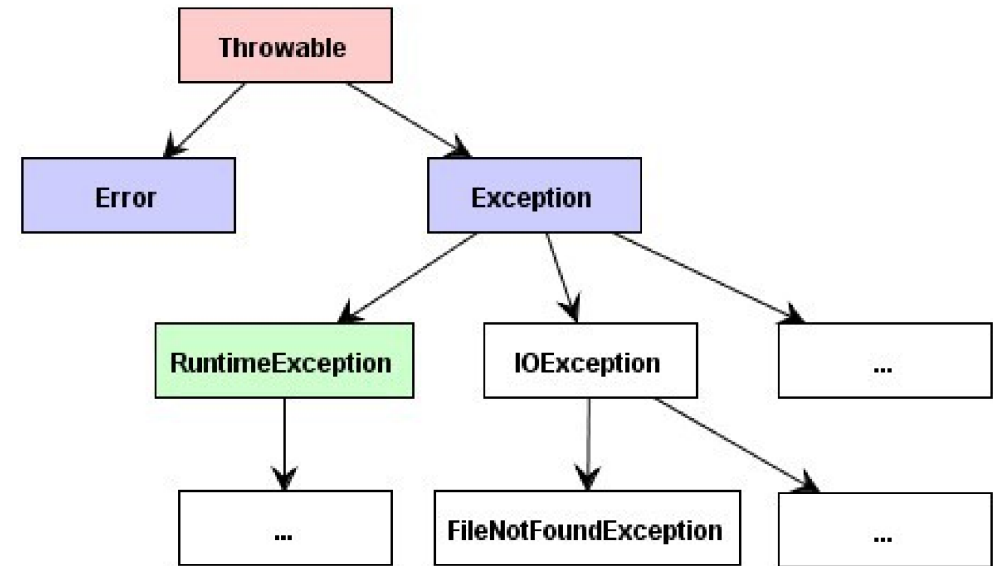 Throwable
Error
Exception
RuntimeException
IOException
...
...
FileNotFoundException
...